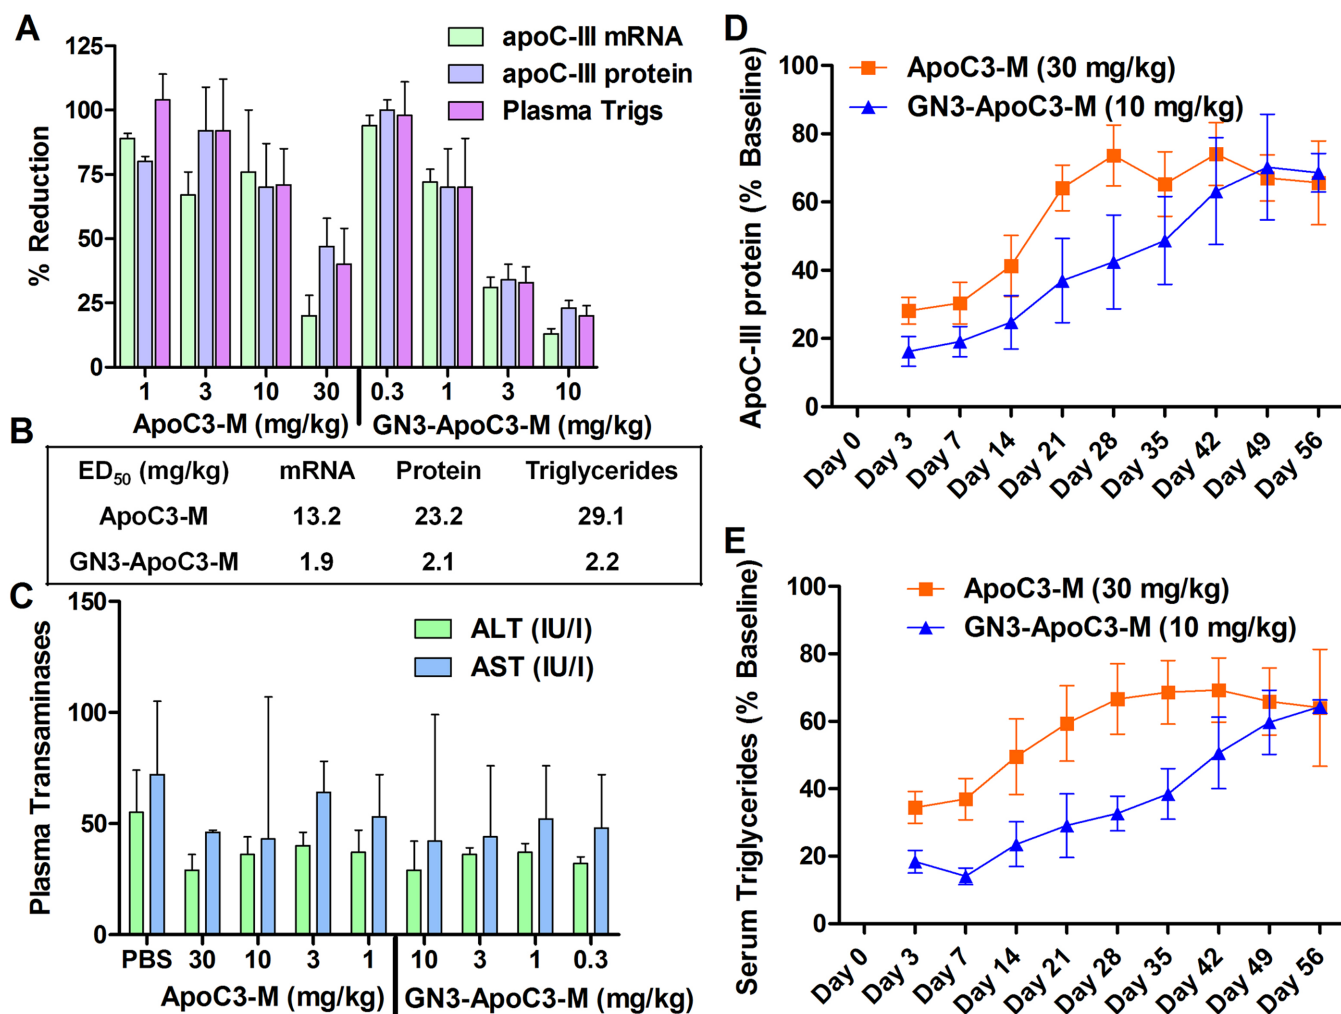 A
125
100
75
50
25
0
% Reduction
apoC-III mRNA
apoC-III protein
Plasma Trigs
1 3 10 30 0.3 1 3 10
ApoC3-M (mg/kg) GN3-ApoC3-M (mg/kg)
B
ED50 (mg/kg) mRNA Protein Triglycerides
ApoC3-M 13.2 23.2 29.1
GN3-ApoC3-M 1.9 2.1 2.2
C
150
100
50
0
Plasma Transaminases
ALT (IU/l)
AST (IU/l)
PBS 30 10 3 1 10 3 1 0.3
ApoC3-M (mg/kg) GN3-ApoC3-M (mg/kg)
D
100
80
60
40
20
0
ApoC-III protein (% Baseline)
ApoC3-M (30 mg/kg)
GN3-ApoC3-M (10 mg/kg)
Day 0 Day 3 Day 7 Day 14 Day 21 Day 28 Day 35 Day 42 Day 49 Day 56
E
100
80
60
40
20
0
Serum Triglycerides (% Baseline)
ApoC3-M (30 mg/kg)
GN3-ApoC3-M (10 mg/kg)
Day 0 Day 3 Day 7 Day 14 Day 21 Day 28 Day 35 Day 42 Day 49 Day 56